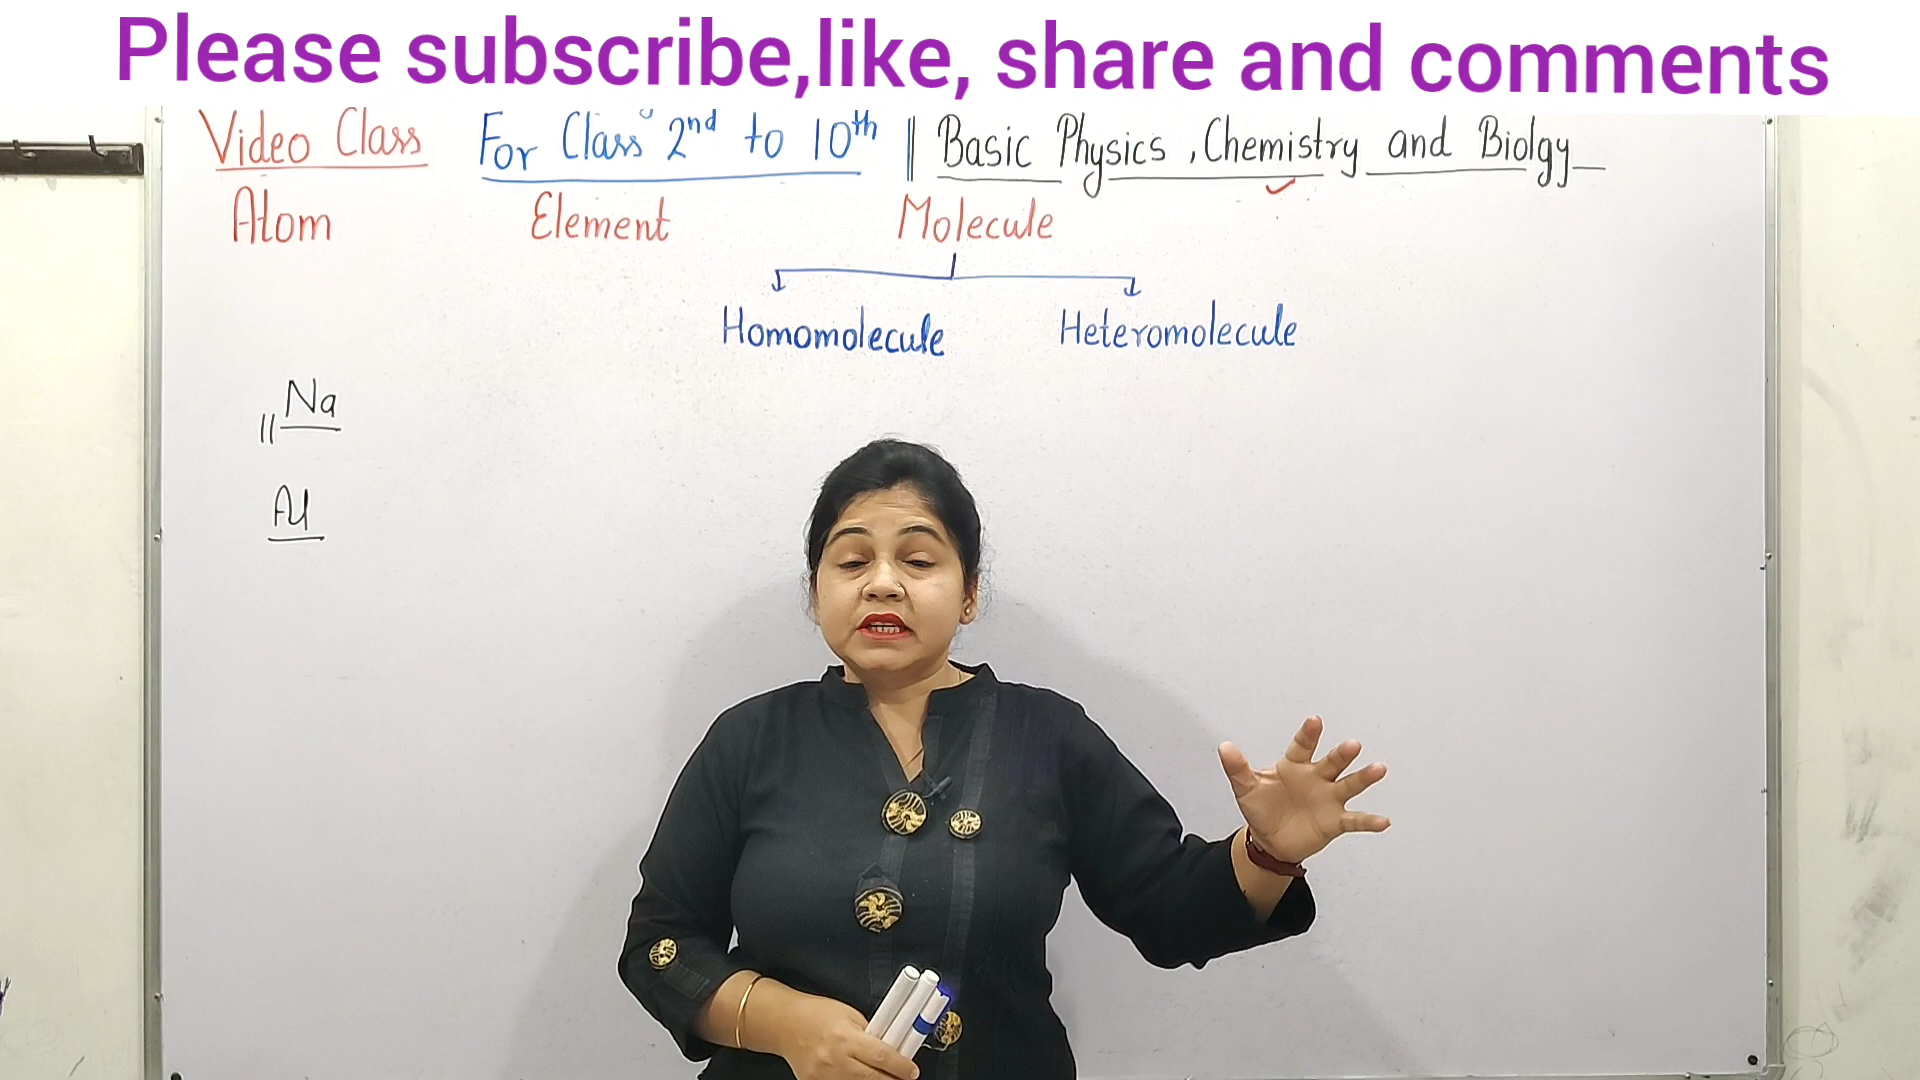 Please subscribe,like, share and comments
Video Class For Class 2nd to 10th || Basic Physics ,Chemistry and Biolgy
Atom Element Molecule
Homomolecule Heteromolecule
11 Na
Al